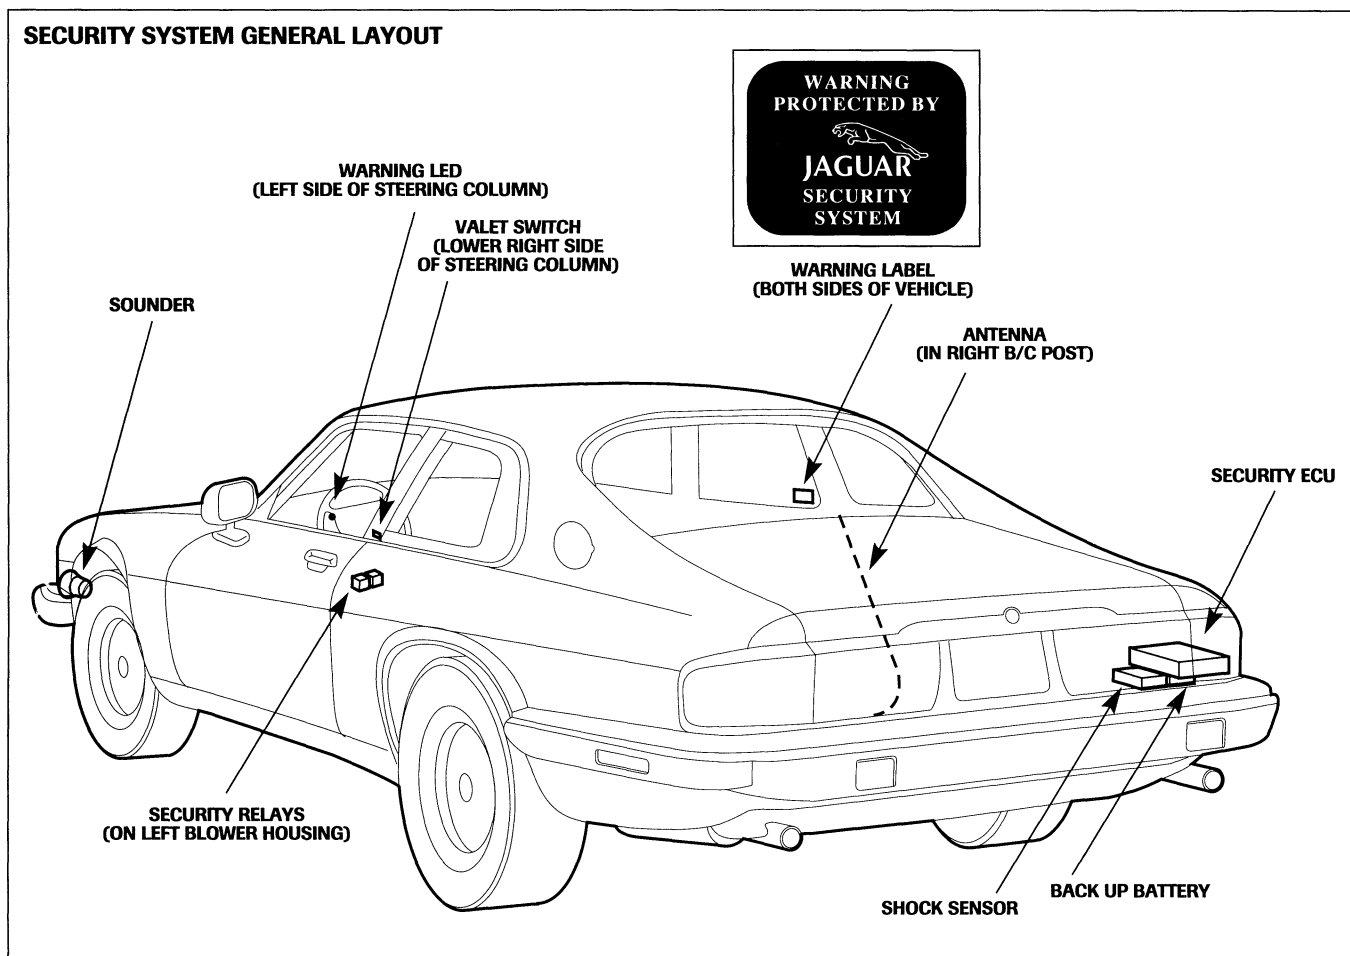 SECURITY SYSTEM GENERAL LAYOUT
WARNING
PROTECTED BY
JAGUAR
SECURITY
SYSTEM
WARNING LED
(LEFT SIDE OF STEERING COLUMN)
VALET SWITCH
(LOWER RIGHT SIDE
OF STEERING COLUMN)
WARNING LABEL
(BOTH SIDES OF VEHICLE)
SOUNDER
ANTENNA
(IN RIGHT B/C POST)
SECURITY ECU
SECURITY RELAYS
(ON LEFT BLOWER HOUSING)
SHOCK SENSOR
BACK UP BATTERY